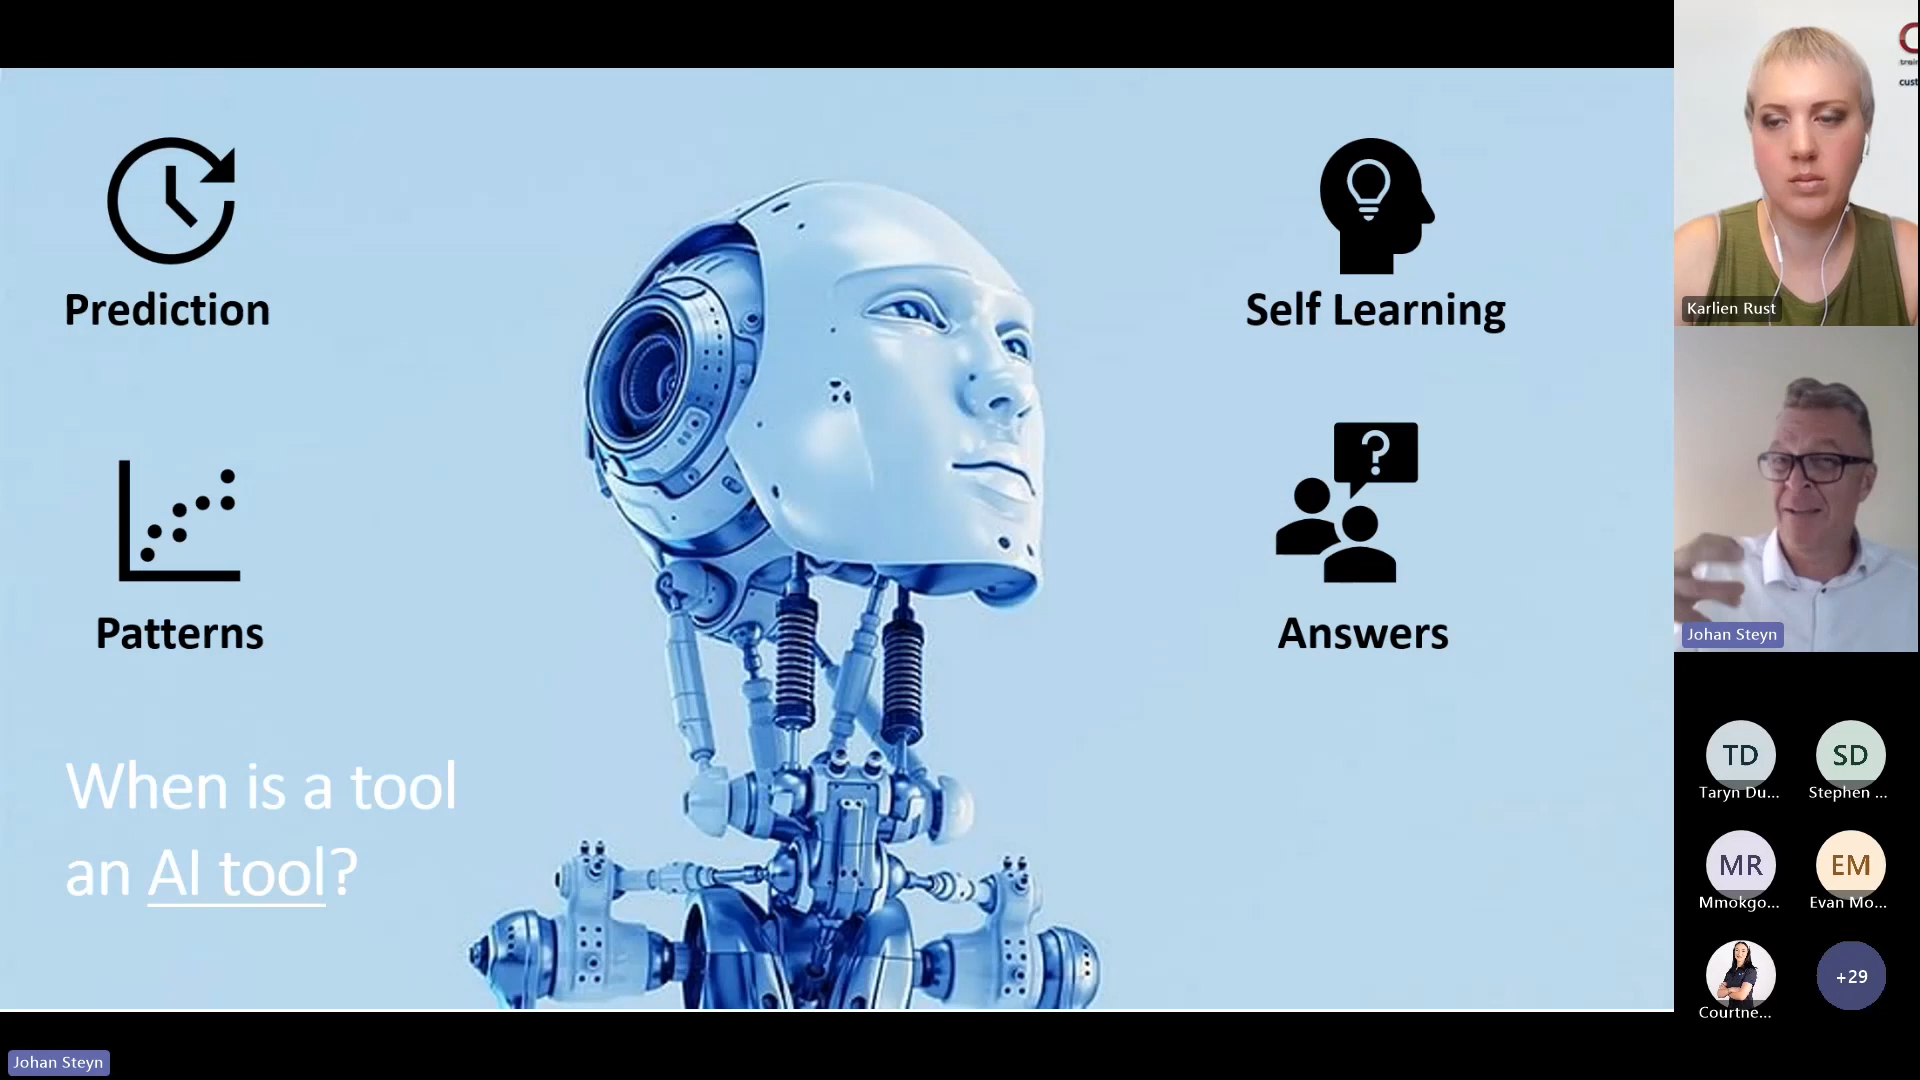 Prediction
Self Learning
?
Patterns
Answers
When is a tool
an AI tool?
cust
Karlien Rust
Johan Steyn
TD
Taryn Du...
SD
Stephen ...
MR
Mmokgo...
EM
Evan Mo...
Courtne...
+29
Johan Steyn